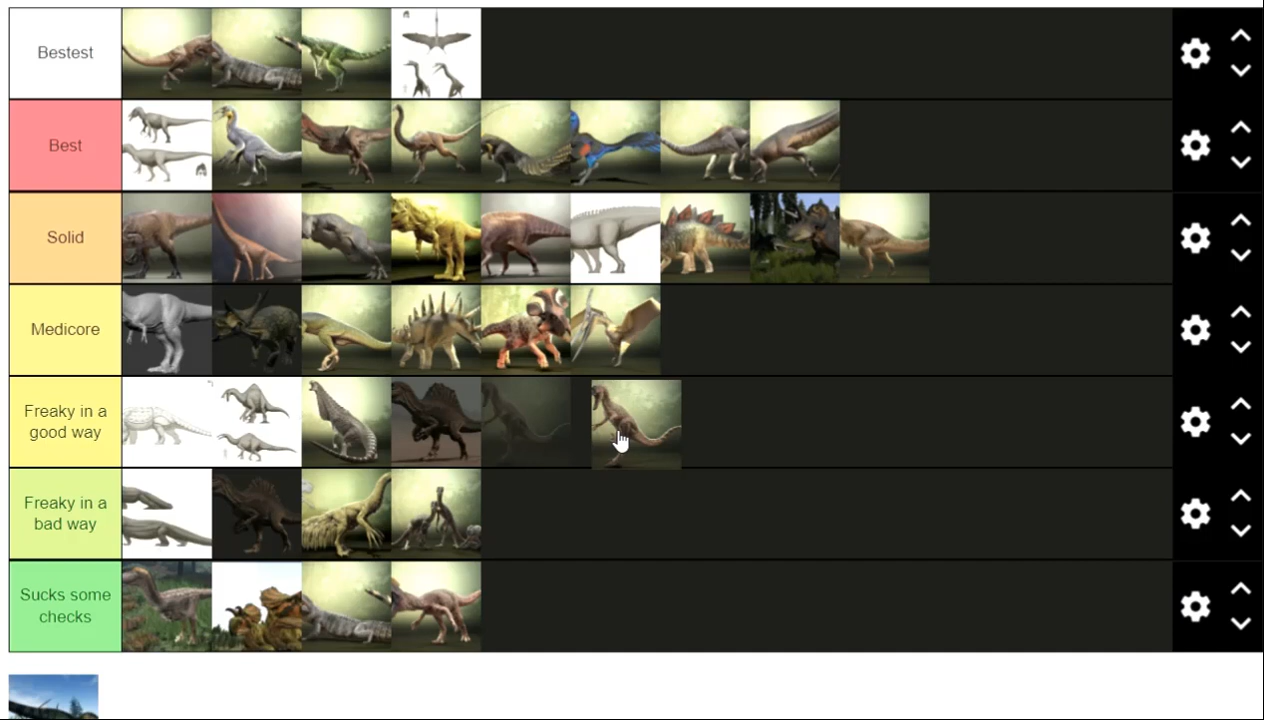 Bestest
Best
Solid
Medicore
Freaky in a
good way
Freaky in a
bad way
Sucks some
checks